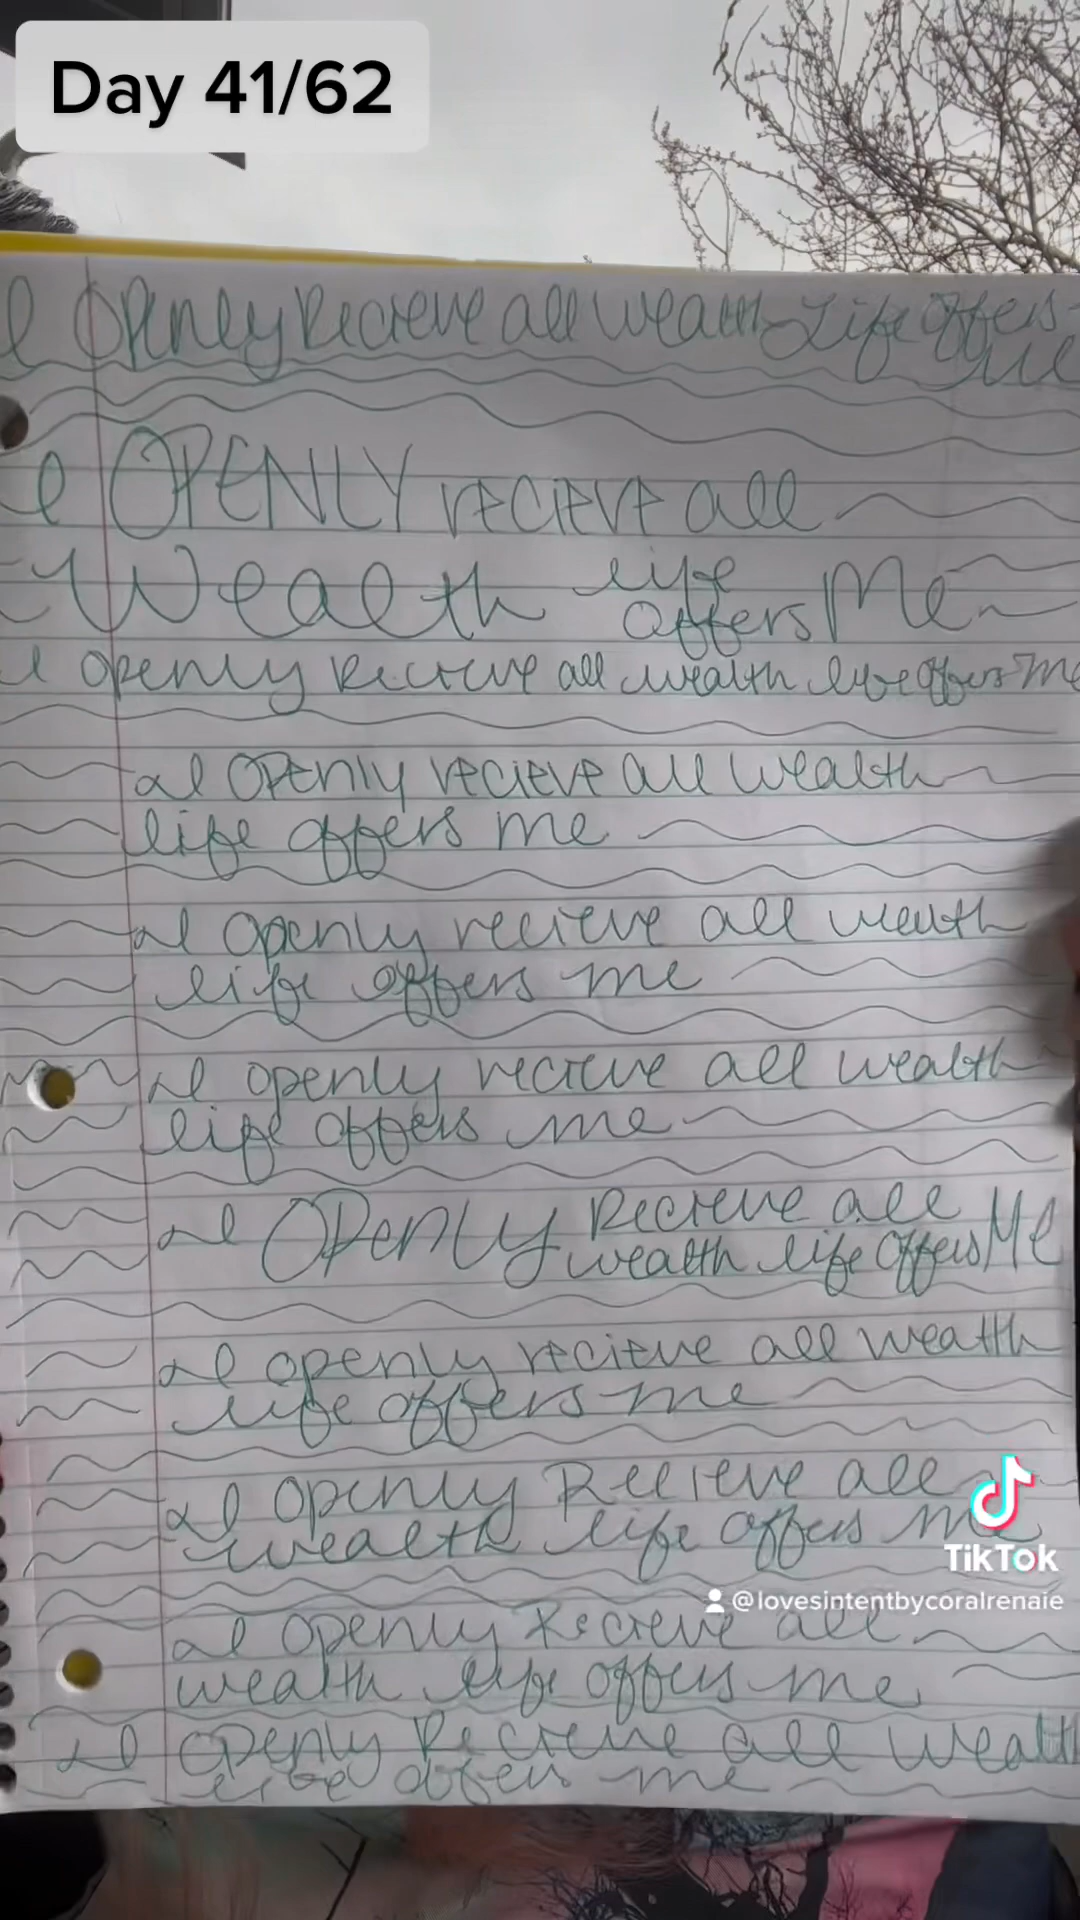 Day 41/62
I Openly Recieve all Wealth Life offers
Me
I OPENLY recieve all
Wealth life
offers Me
I openly Recieve all wealth life offers me
I Openly recieve all wealth
life offers me
I openly recieve all wealth
life offers me
I openly recieve all wealth
life offers me
I Openly Recieve all
wealth life offers Me
I openly recieve all wealth
life offers me
I openly Recieve all
wealth life offers me
TikTok
@lovesintentbycoralrenaie
I openly Recieve all
wealth life offers me
I openly Recieve all wealth
life offers me